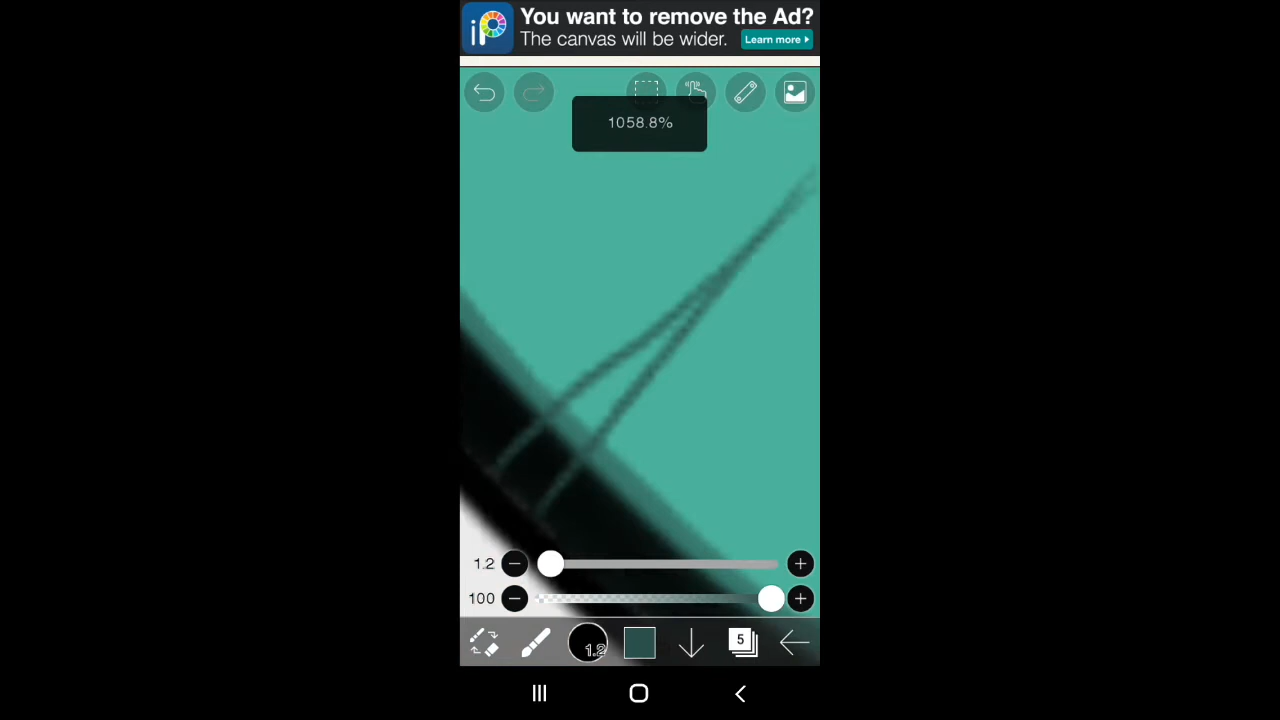 iP
You want to remove the Ad?
The canvas will be wider.
Learn more
1058.8%
1.2
100
1.2
5